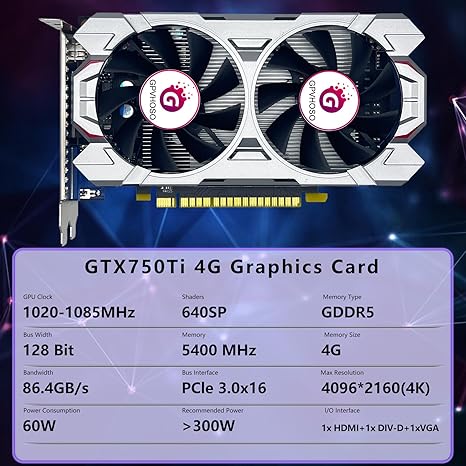 G
GPVHOSO
G
GPVHOSO
GTX750Ti 4G Graphics Card
GPU Clock
Shaders
Memory Type
1020-1085MHz
640SP
GDDR5
Bus Width
Memory
Memory Size
128 Bit
5400 MHz
4G
Bandwidth
Bus Interface
Max Resolution
86.4GB/s
PCle 3.0x16
4096*2160(4K)
Power Consumption
Recommended Power
I/O Interface
60W
>300W
1x HDMI+1x DIV-D+1xVGA